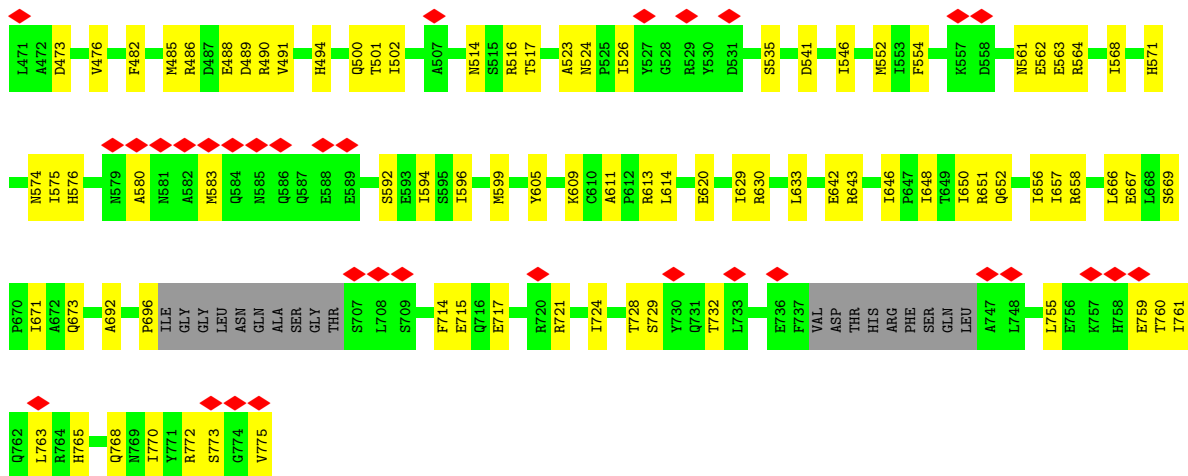 L471 A472 D473 V476 F482 M485 R486 D487 E488 D489 R490 V491 H494 Q500 T501 I502 A507 N514 S515 R516 T517 A523 N524 P525 I526 Y527 G528 R529 Y530 D531 S535 D541 I546 M552 I553 F554 K557 D558 N561 E562 E563 R564 I568 H571
N574 I575 H576 N579 A580 N581 A582 M583 Q584 N585 Q586 Q587 E588 E589 S592 E593 I594 S595 I596 M599 Y605 K609 C610 A611 P612 R613 L614 E620 I629 R630 L633 E642 R643 I646 P647 I648 T649 I650 R651 Q652 I656 I657 R658 L666 E667 L668 S669
P670 I671 A672 Q673 A692 P696 ILE GLY GLY LEU ASN GLN ALA SER GLY THR S707 L708 S709 F714 E715 Q716 E717 R720 R721 I724 T728 S729 Y730 Q731 T732 L733 E736 F737 VAL ASP THR HIS ARG PHE SER GLN LEU A747 L748 L755 E756 K757 H758 E759 T760 I761
Q762 L763 R764 H765 Q768 N769 I770 Y771 R772 S773 G774 V775